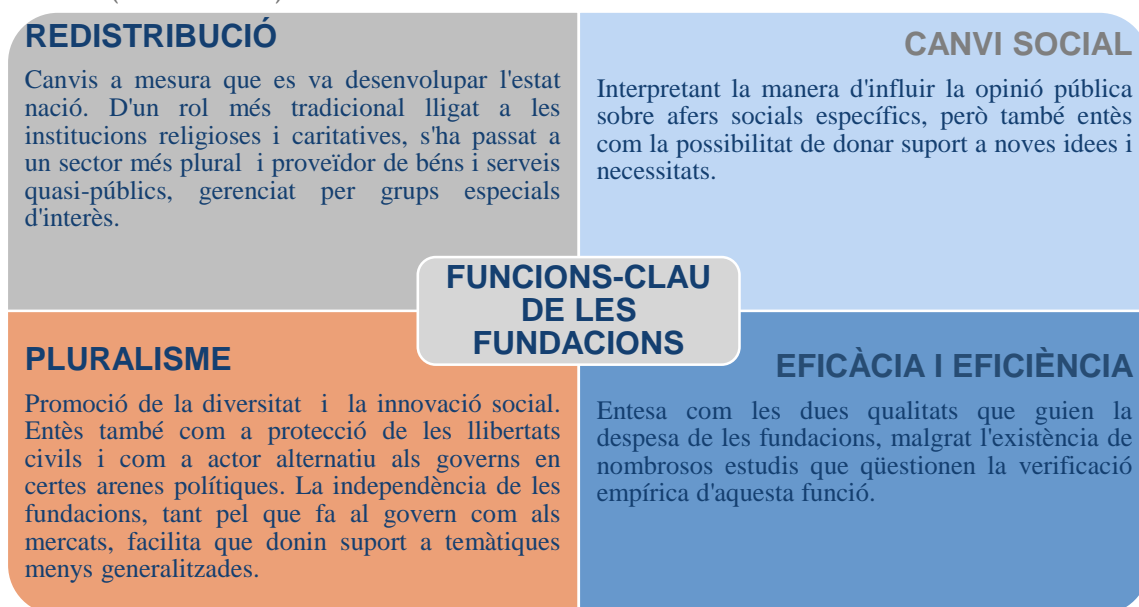 REDISTRIBUCIÓ
Canvis a mesura que es va desenvolupar l'estat
nació. D'un rol més tradicional lligat a les
institucions religioses i caritatives, s'ha passat a
un sector més plural i proveïdor de béns i serveis
quasi-públics, gerenciat per grups especials
d'interès.
CANVI SOCIAL
Interpretant la manera d'influir la opinió pública
sobre afers socials específics, però també entès
com la possibilitat de donar suport a noves idees i
necessitats.
FUNCIONS-CLAU
DE LES
FUNDACIONS
PLURALISME
Promoció de la diversitat i la innovació social.
Entès també com a protecció de les llibertats
civils i com a actor alternatiu als governs en
certes arenes polítiques. La independència de les
fundacions, tant pel que fa al govern com als
mercats, facilita que donin suport a temàtiques
menys generalitzades.
EFICÀCIA I EFICIÈNCIA
Entesa com les dues qualitats que guien la
despesa de les fundacions, malgrat l'existència de
nombrosos estudis que qüestionen la verificació
empírica d'aquesta funció.